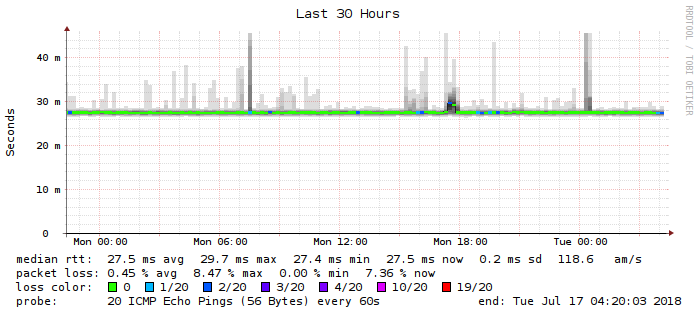 Last 30 Hours
RRDTOOL / TOBI OETIKER
Seconds
40 m
30 m
20 m
10 m
0
Mon 00:00 Mon 06:00 Mon 12:00 Mon 18:00 Tue 00:00
median rtt: 27.5 ms avg 29.7 ms max 27.4 ms min 27.5 ms now 0.2 ms sd 118.6 am/s
packet loss: 0.45 % avg 8.47 % max 0.00 % min 7.36 % now
loss color: 0 1/20 2/20 3/20 4/20 10/20 19/20
probe: 20 ICMP Echo Pings (56 Bytes) every 60s end: Tue Jul 17 04:20:03 2018